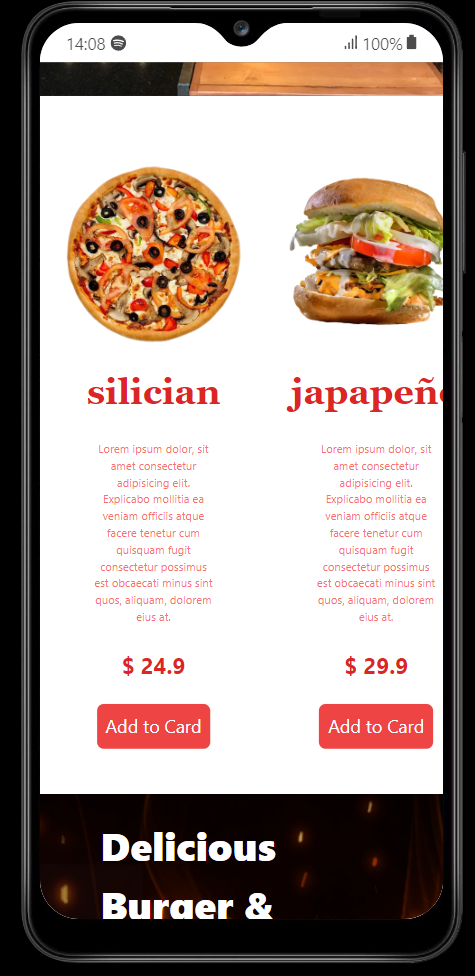 14:08
100%
silician
japapeñ
Lorem ipsum dolor, sit
amet consectetur
adipisicing elit.
Explicabo mollitia ea
veniam officiis atque
facere tenetur cum
quisquam fugit
consectetur possimus
est obcaecati minus sint
quos, aliquam, dolorem
eius at.
Lorem ipsum dolor, sit
amet consectetur
adipisicing elit.
Explicabo mollitia ea
veniam officiis atque
facere tenetur cum
quisquam fugit
consectetur possimus
est obcaecati minus sint
quos, aliquam, dolorem
eius at.
$ 24.9
$ 29.9
Add to Card
Add to Card
Delicious
Burger &